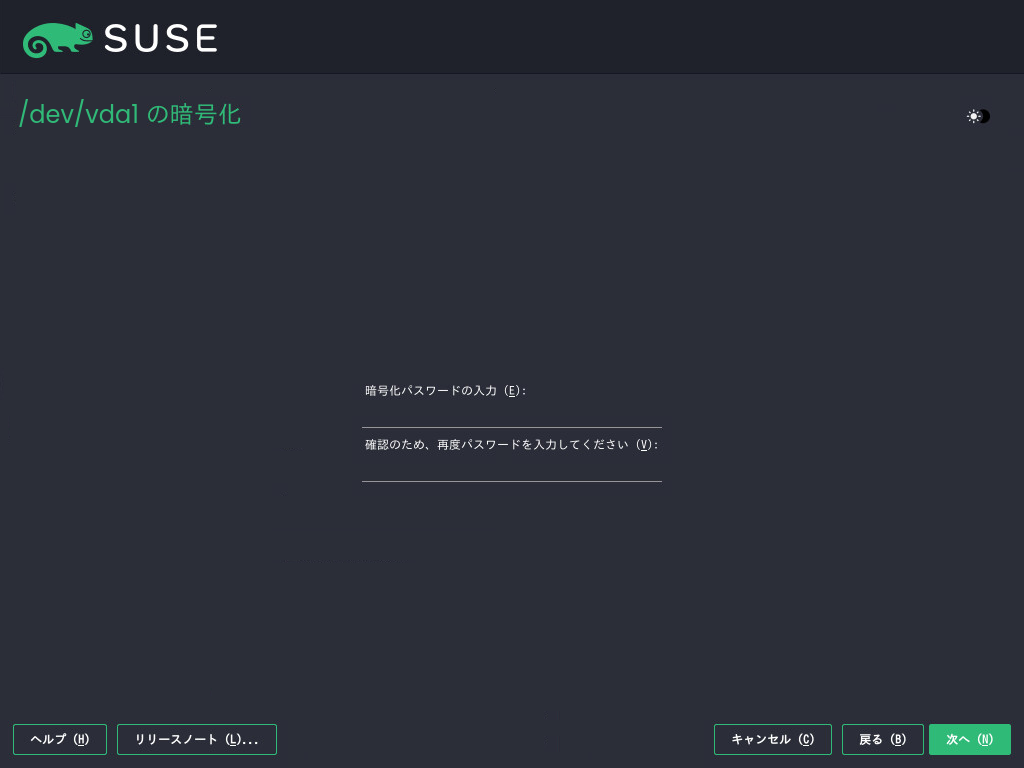 SUSE
/dev/vda1 の暗号化
暗号化パスワードの入力 (E):
確認のため、再度パスワードを入力してください (V):
ヘルプ (H)
リリースノート (L)...
キャンセル (C)
戻る (B)
次へ (N)